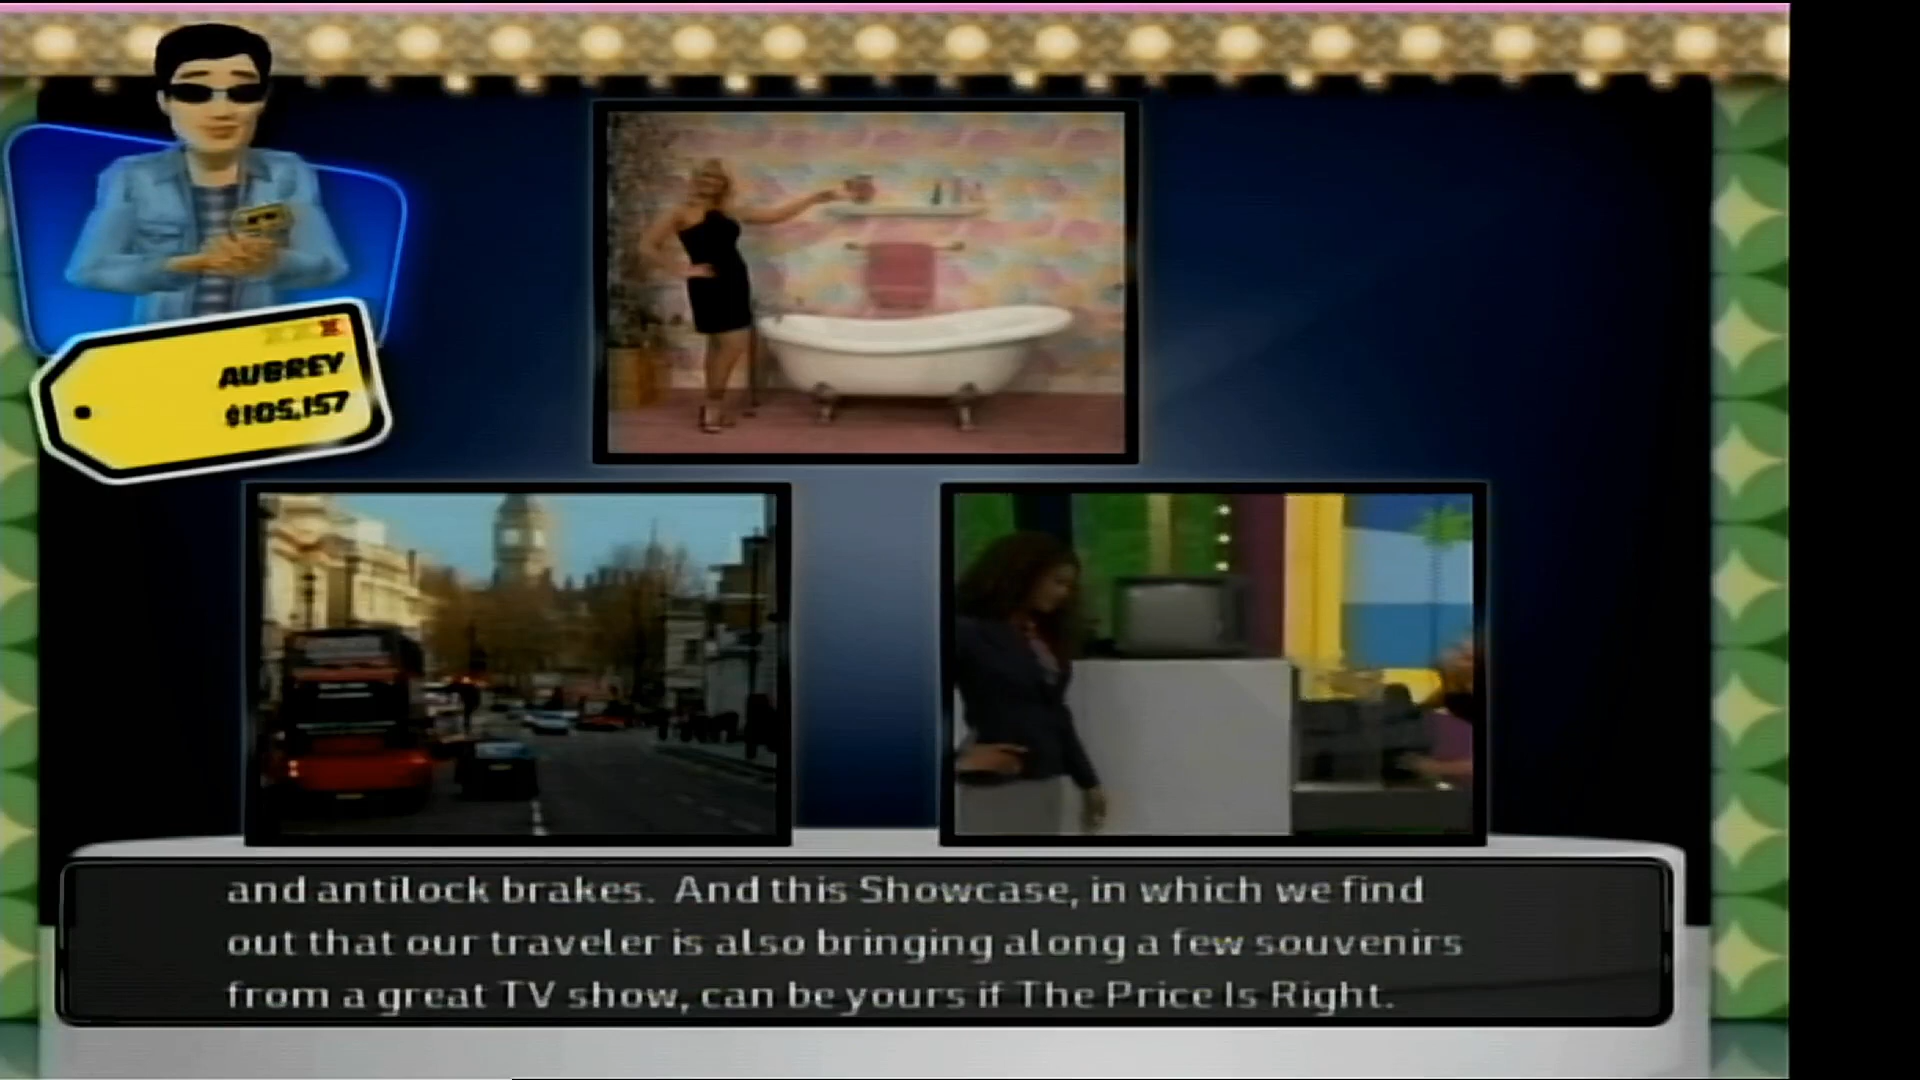 AUBREY
$105,157
and antilock brakes. And this Showcase, in which we find
out that our traveler is also bringing along a few souvenirs
from a great TV show, can be yours if The Price Is Right.